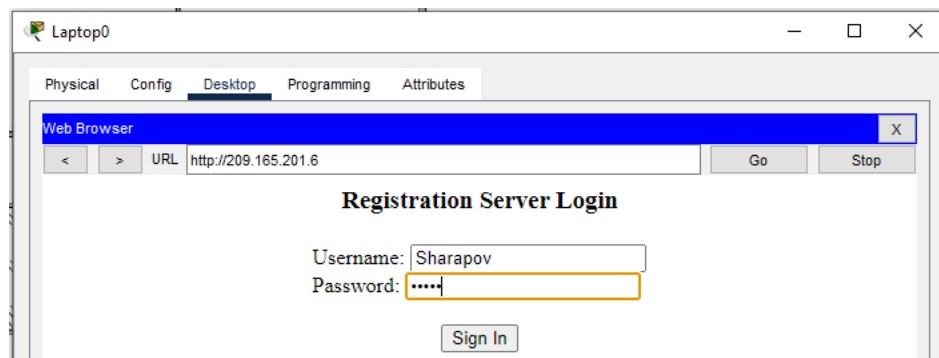 Laptop0
Physical Config Desktop Programming Attributes
Web Browser X
< > URL http://209.165.201.6 Go Stop
Registration Server Login
Username: Sharapov
Password: •••••
Sign In